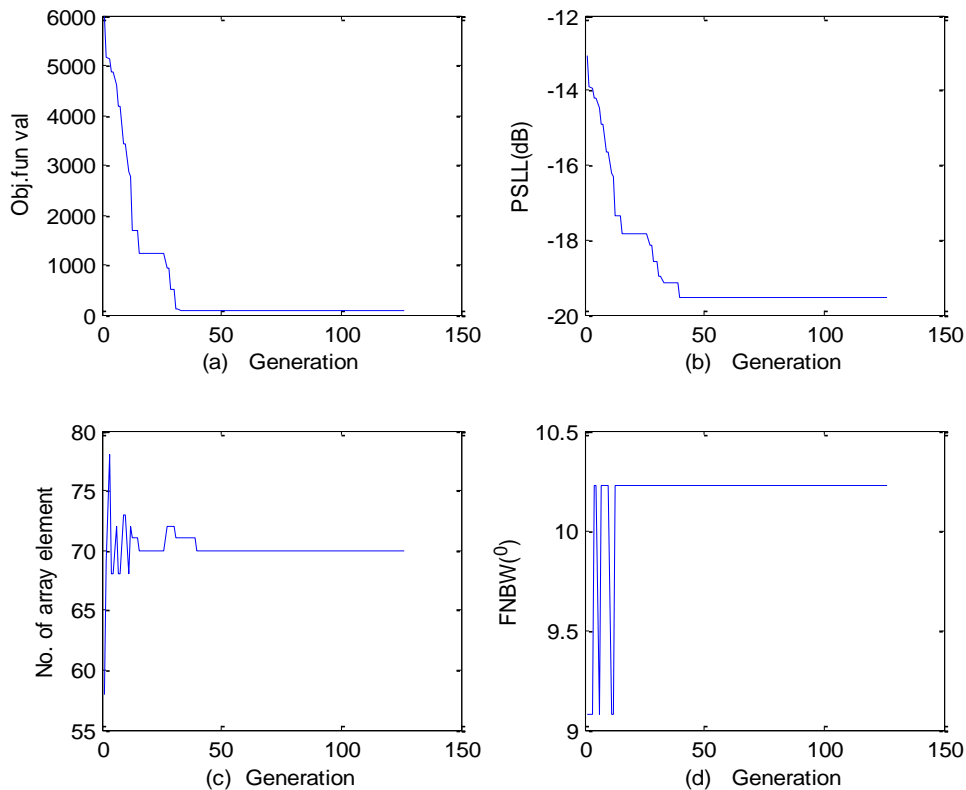 6000
5000
4000
3000
2000
1000
0
Obj.fun val
0 50 100 150
(a) Generation
-12
-14
-16
-18
-20
PSLL(dB)
0 50 100 150
(b) Generation
80
75
70
65
60
55
No. of array element
0 50 100 150
(c) Generation
10.5
10
9.5
9
FNBW(⁰)
0 50 100 150
(d) Generation